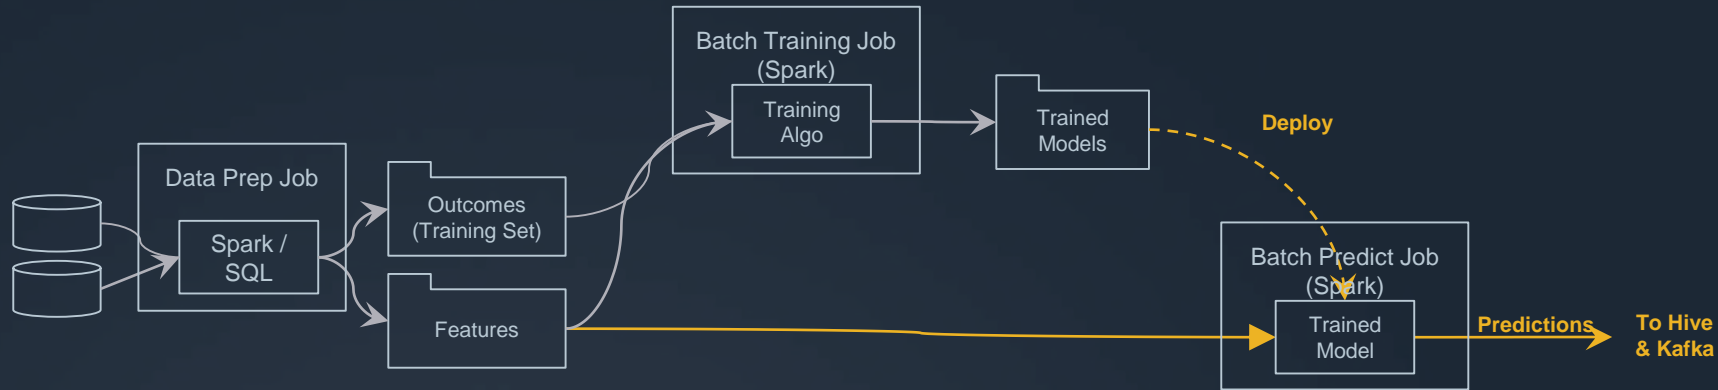 Data Prep Job
Spark /
SQL
Outcomes
(Training Set)
Features
Batch Training Job
(Spark)
Training
Algo
Trained
Models
Deploy
Batch Predict Job
(Spark)
Trained
Model
Predictions
To Hive
& Kafka